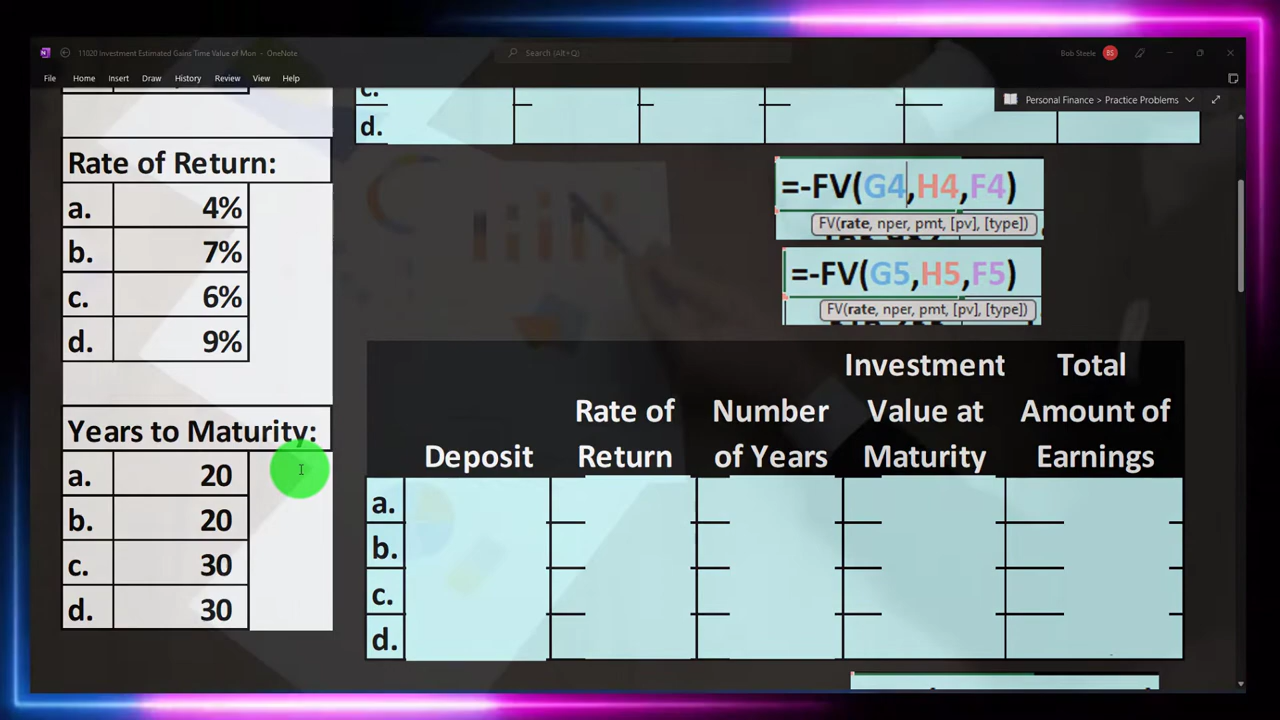 11020 Investment Estimated Gains Time Value of Mon - OneNote
Search (Alt+Q)
Bob Steele BS
File Home Insert Draw History Review View Help
Personal Finance > Practice Problems
c.
d.
Rate of Return:
a. 4%
b. 7%
c. 6%
d. 9%
Years to Maturity:
a. 20
b. 20
c. 30
d. 30
=-FV(G4,H4,F4)
FV(rate, nper, pmt, [pv], [type])
=-FV(G5,H5,F5)
FV(rate, nper, pmt, [pv], [type])
Investment Total
Rate of Number Value at Amount of
Deposit Return of Years Maturity Earnings
a.
b.
c.
d.